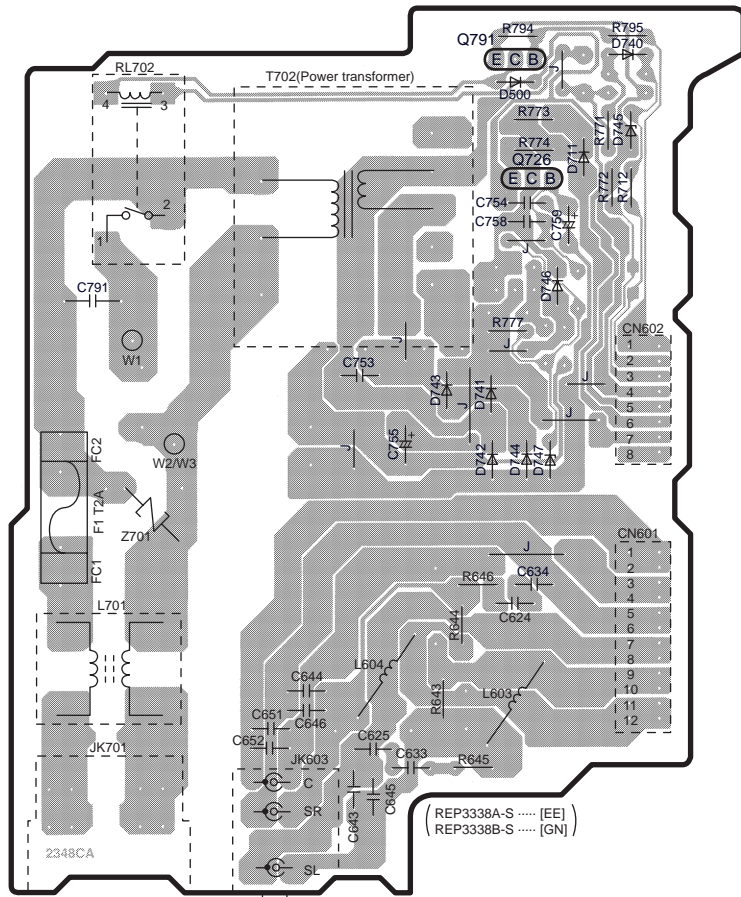 R794
R795
Q791
D740
E C B
RL702
T702(Power transformer)
J
4
3
D500
R773
R771
D745
R774
D711
Q726
E C B
R772
R712
C754
C759
+
2
C758
1
J
D746
C791
R777
CN602
W1
J
J
1
2
3
4
5
6
7
8
C753
D743
J
D741
J
J
FC2
W2/W3
J
C755
+
D742
D744
D747
F1 T2A
Z701
CN601
FC1
J
1
2
3
4
5
6
7
8
9
10
11
12
R646
C634
L701
C624
R644
L604
C644
R643
L603
C646
C651
C652
C625
JK701
JK603
C633
R645
C
SR
C643
C645
REP3338A-S ····· [EE]
REP3338B-S ····· [GN]
2348CA
SL